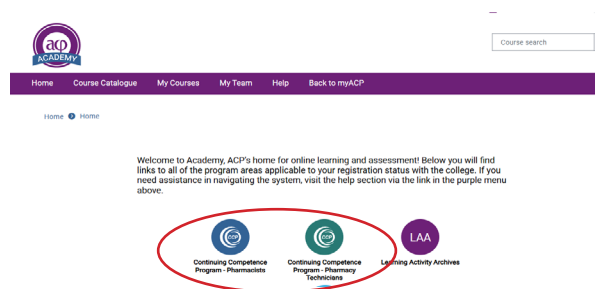 acp
ACADEMY
Course search
Home Course Catalogue My Courses My Team Help Back to myACP
Home Home
Welcome to Academy, ACP's home for online learning and assessment! Below you will find
links to all of the program areas applicable to your registration status with the college. If you
need assistance in navigating the system, visit the help section via the link in the purple menu
above.
CCP CCP LAA
Continuing Competence
Program - Pharmacists
Continuing Competence
Program - Pharmacy
Technicians
Learning Activity Archives